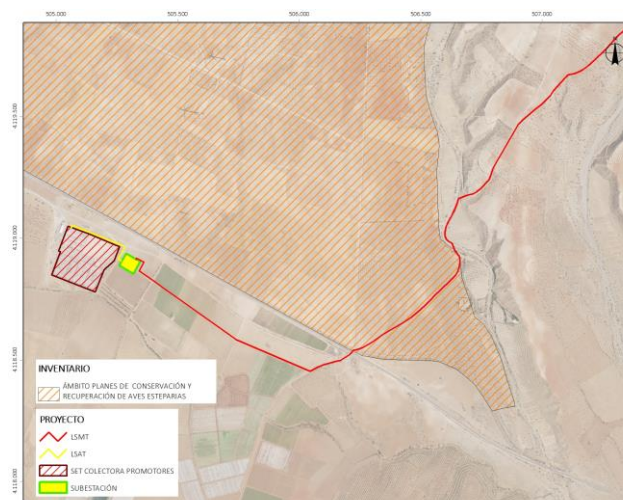 505.000
505.500
506.000
506.500
507.000
4.119.500
4.119.000
4.118.500
4.118.000
INVENTARIO
ÁMBITO PLANES DE CONSERVACIÓN Y
RECUPERACIÓN DE AVES ESTEPARIAS
PROYECTO
LSMT
LSAT
SET COLECTORA PROMOTORES
SUBESTACIÓN